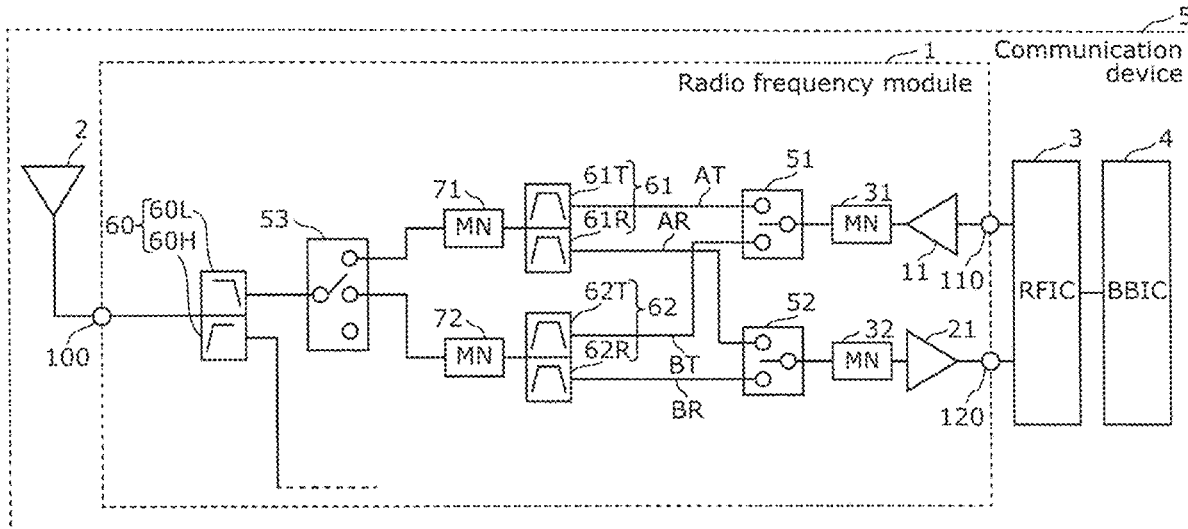 5
Communication
device
1
Radio frequency module
2
3
4
60
60L
60H
53
71
MN
61T
61R
61
AT
AR
51
31
MN
11
110
RFIC
BBIC
100
72
MN
62T
62R
62
BT
BR
52
32
MN
21
120